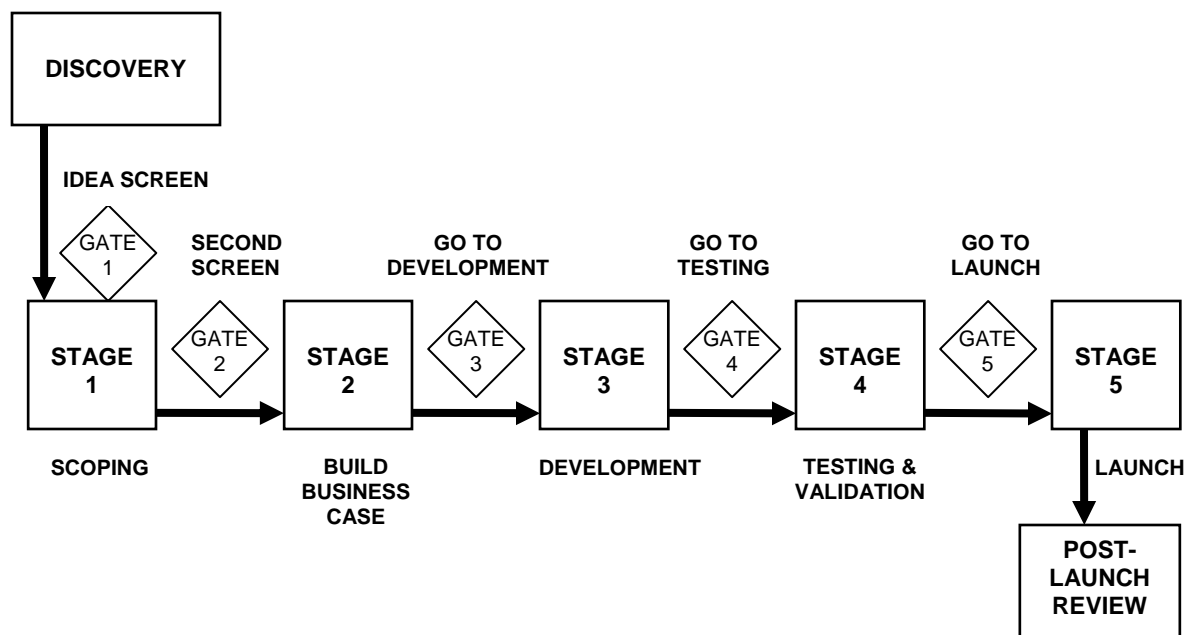 DISCOVERY
IDEA SCREEN
GATE
1
SECOND
SCREEN
GO TO
DEVELOPMENT
GO TO
TESTING
GO TO
LAUNCH
STAGE
1
GATE
2
STAGE
2
GATE
3
STAGE
3
GATE
4
STAGE
4
GATE
5
STAGE
5
SCOPING
BUILD
BUSINESS
CASE
DEVELOPMENT
TESTING &
VALIDATION
LAUNCH
POST-
LAUNCH
REVIEW